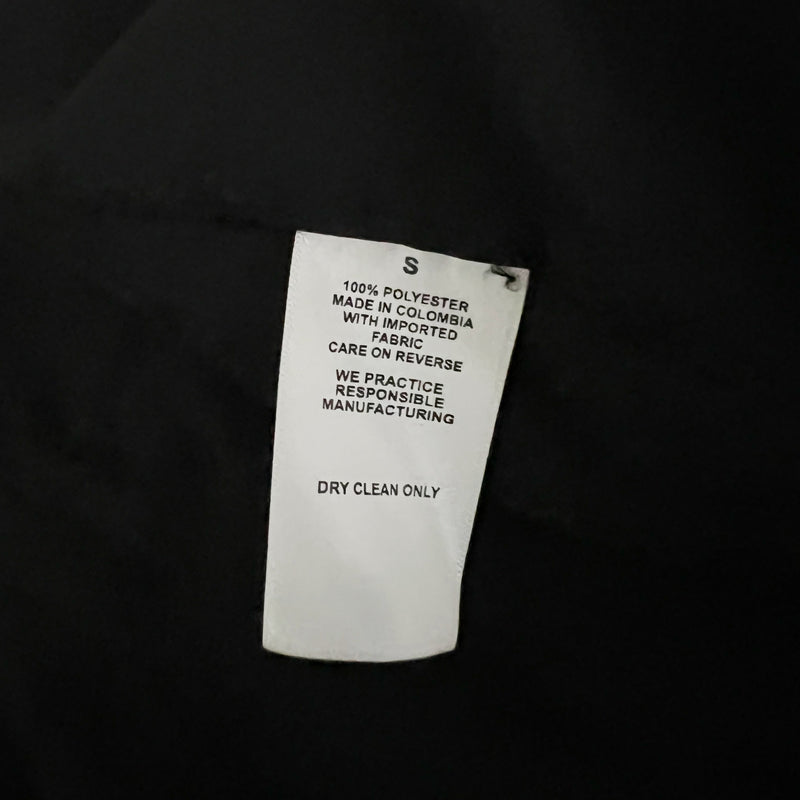 S
100% POLYESTER
MADE IN COLOMBIA
WITH IMPORTED
FABRIC
CARE ON REVERSE
WE PRACTICE
RESPONSIBLE
MANUFACTURING
DRY CLEAN ONLY